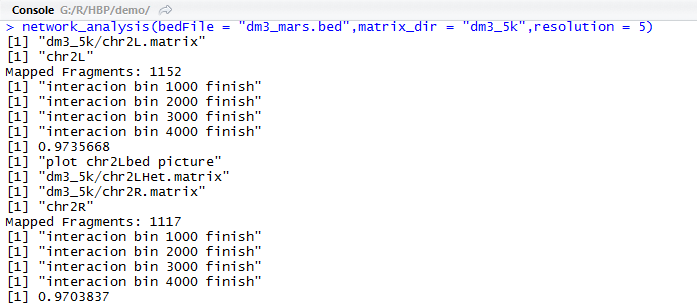 Console G:/R/HBP/demo/
> network_analysis(bedFile = "dm3_mars.bed",matrix_dir = "dm3_5k",resolution = 5)
[1] "dm3_5k/chr2L.matrix"
[1] "chr2L"
Mapped Fragments: 1152
[1] "interacion bin 1000 finish"
[1] "interacion bin 2000 finish"
[1] "interacion bin 3000 finish"
[1] "interacion bin 4000 finish"
[1] 0.9735668
[1] "plot chr2Lbed picture"
[1] "dm3_5k/chr2LHet.matrix"
[1] "dm3_5k/chr2R.matrix"
[1] "chr2R"
Mapped Fragments: 1117
[1] "interacion bin 1000 finish"
[1] "interacion bin 2000 finish"
[1] "interacion bin 3000 finish"
[1] "interacion bin 4000 finish"
[1] 0.9703837